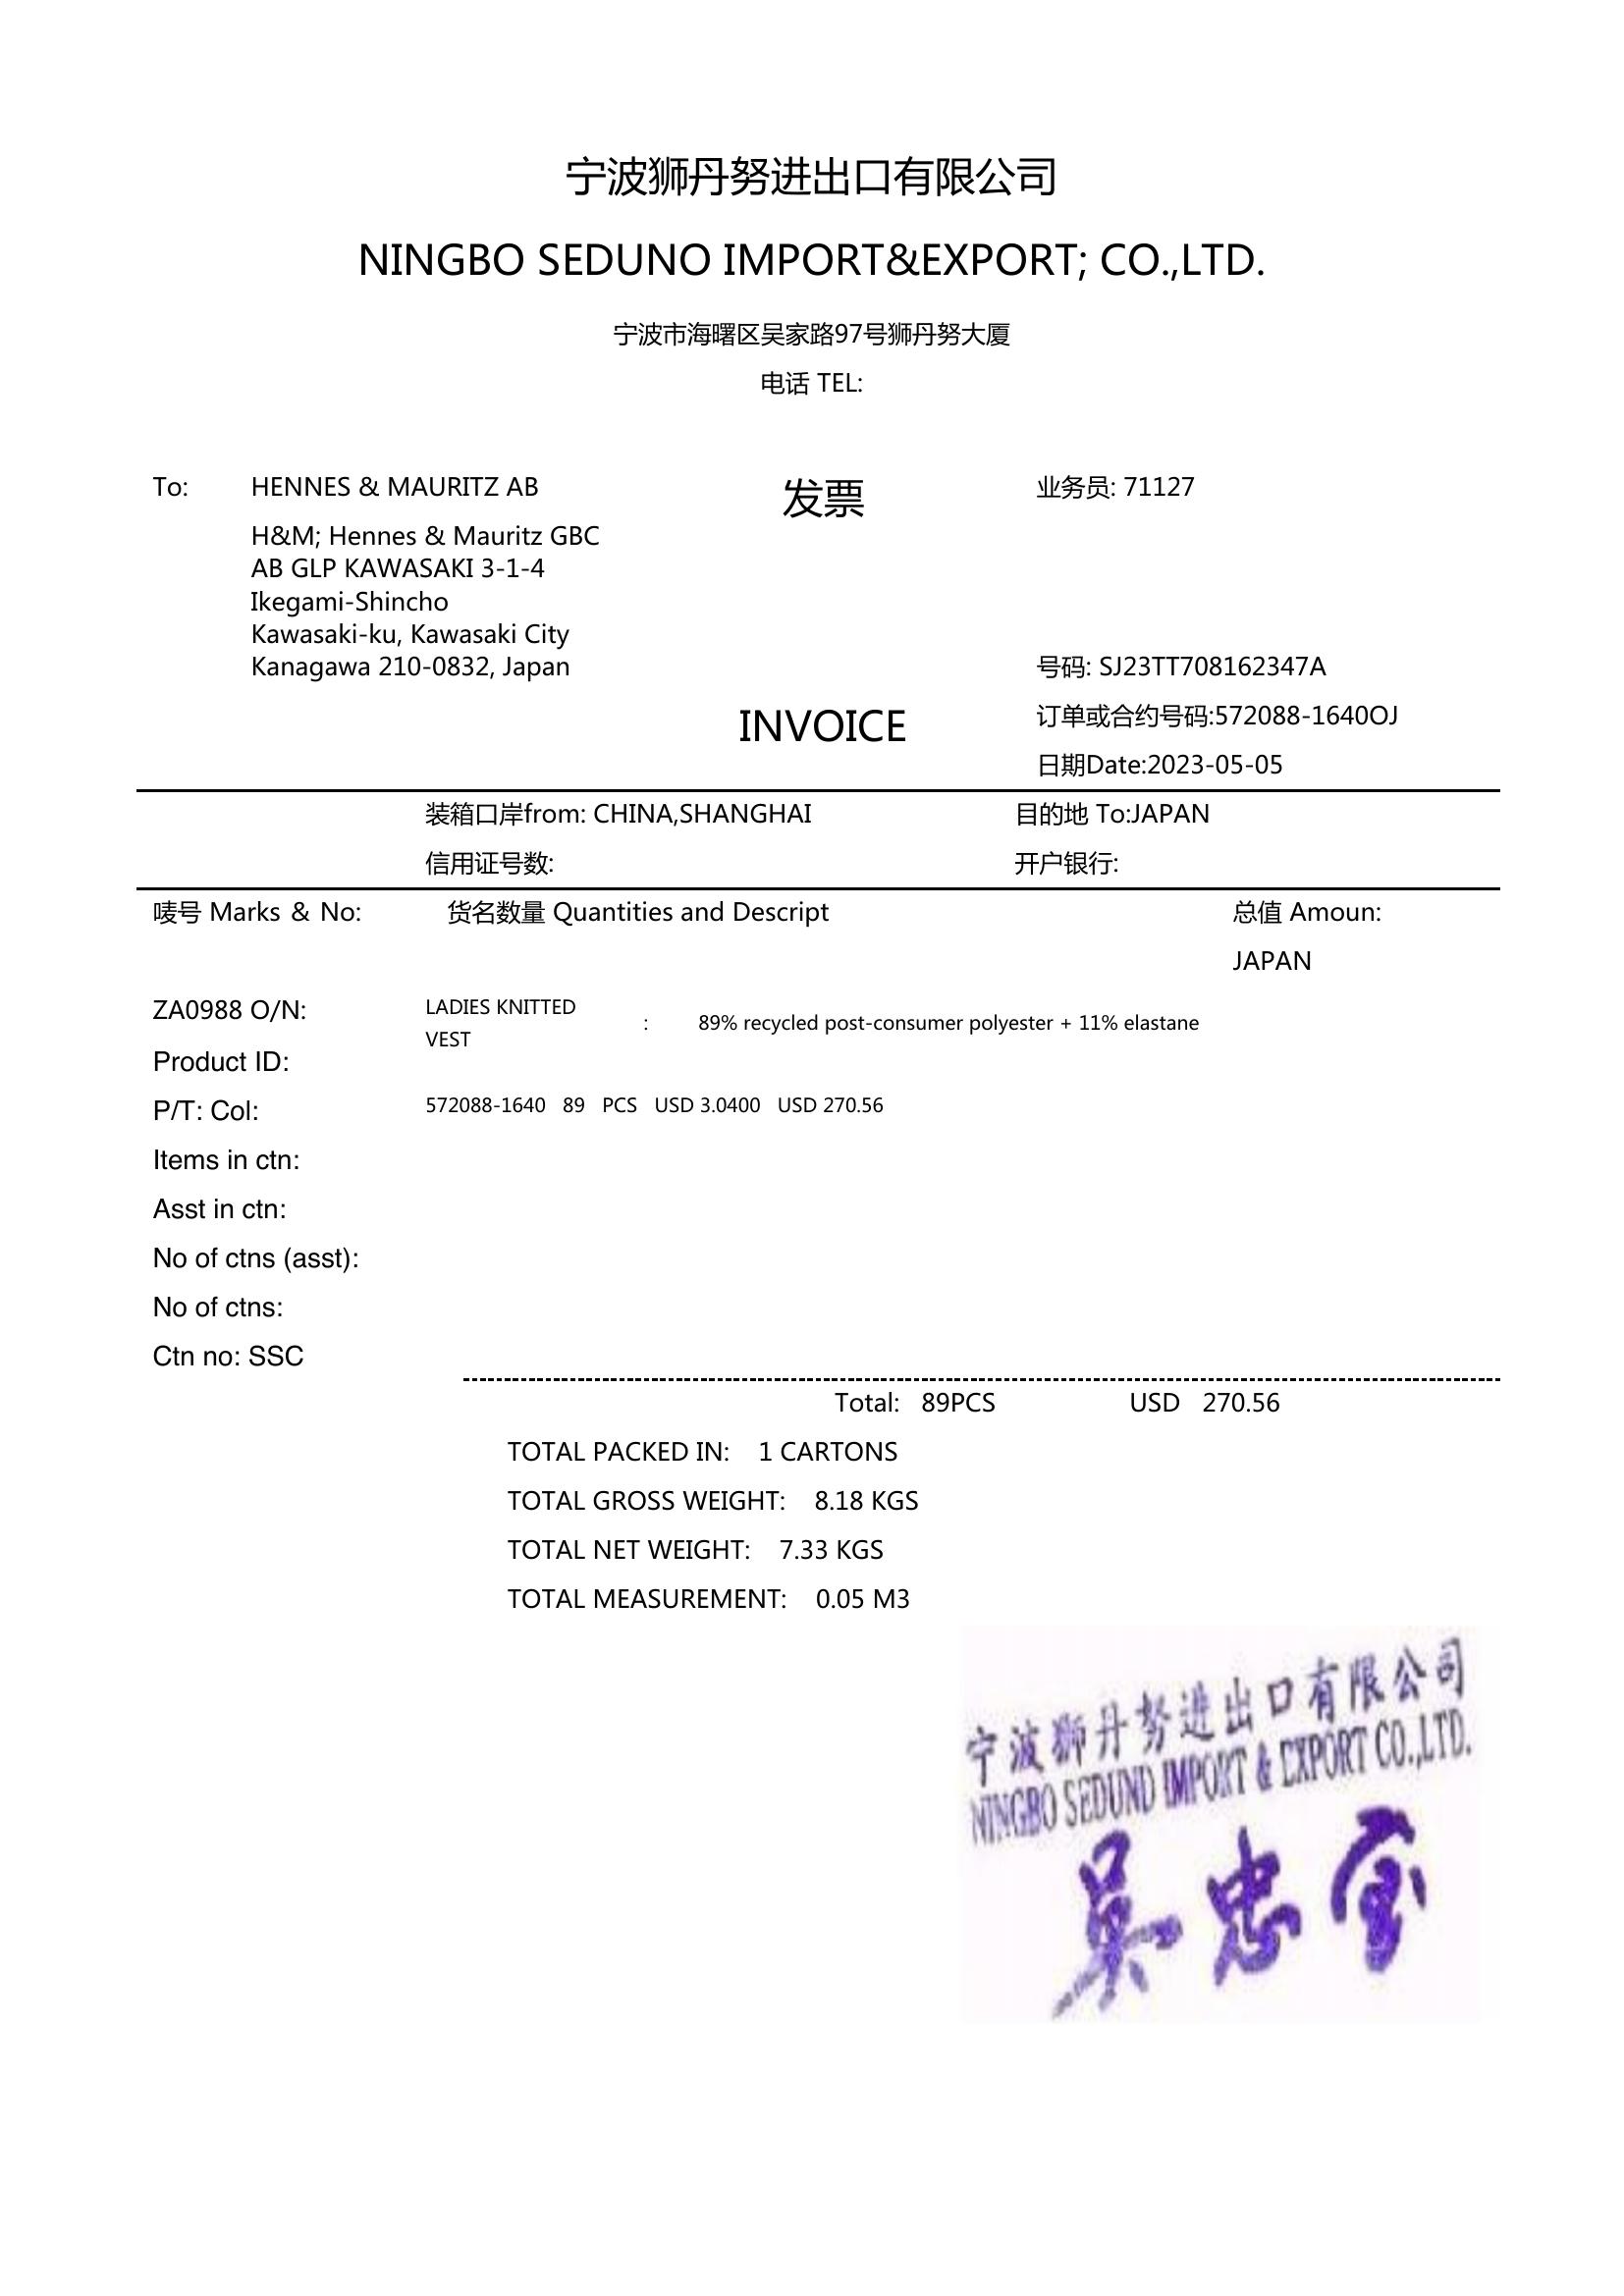 宁波狮丹努进出口有限公司
NINGBO SEDUNO IMPORT&EXPORT; CO.,LTD.
宁波市海曙区吴家路97号狮丹努大厦
电话 TEL:
To: HENNES & MAURITZ AB 发票 业务员: 71127
H&M; Hennes & Mauritz GBC
AB GLP KAWASAKI 3-1-4
Ikegami-Shincho
Kawasaki-ku, Kawasaki City
Kanagawa 210-0832, Japan 号码: SJ23TT708162347A
INVOICE 订单或合约号码:572088-1640OJ
日期Date:2023-05-05
装箱口岸from: CHINA,SHANGHAI 目的地 To:JAPAN
信用证号数: 开户银行:
唛号 Marks & No: 货名数量 Quantities and Descript 总值 Amoun:
JAPAN
ZA0988 O/N: LADIES KNITTED
VEST : 89% recycled post-consumer polyester + 11% elastane
Product ID:
P/T: Col: 572088-1640 89 PCS USD 3.0400 USD 270.56
Items in ctn:
Asst in ctn:
No of ctns (asst):
No of ctns:
Ctn no: SSC
Total: 89PCS USD 270.56
TOTAL PACKED IN: 1 CARTONS
TOTAL GROSS WEIGHT: 8.18 KGS
TOTAL NET WEIGHT: 7.33 KGS
TOTAL MEASUREMENT: 0.05 M3
宁波狮丹努进出口有限公司
NINGBO SEDUNO IMPORT & EXPORT CO.,LTD.
吴忠宝